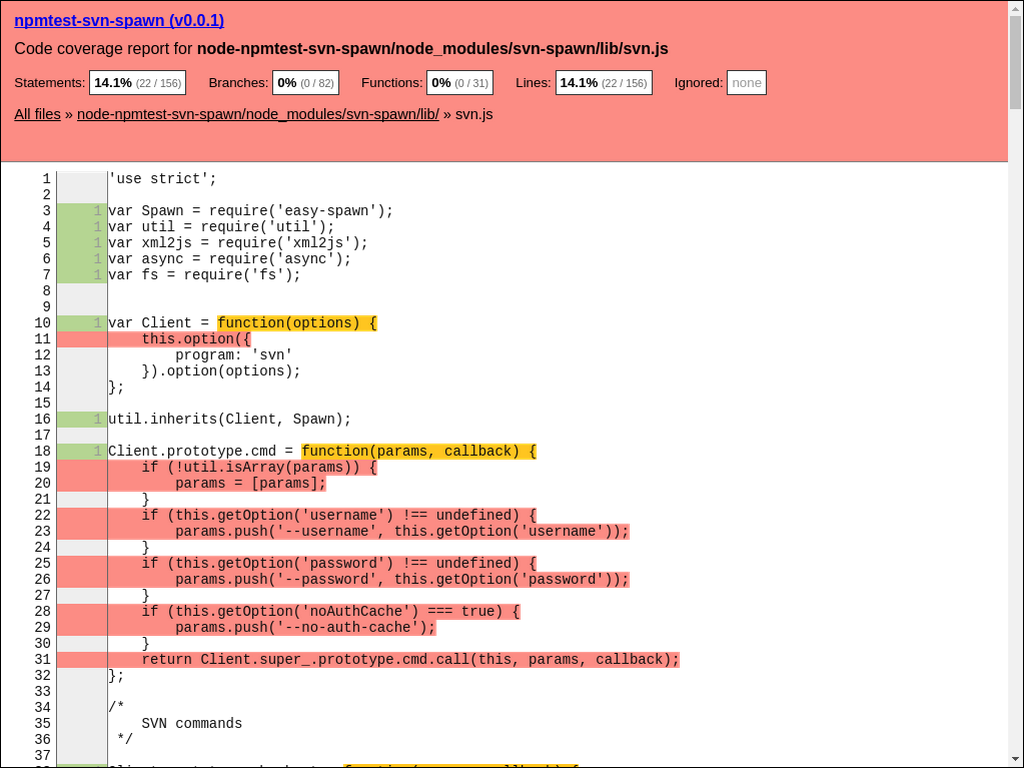 npmtest-svn-spawn (v0.0.1)
Code coverage report for node-npmtest-svn-spawn/node_modules/svn-spawn/lib/svn.js
Statements: 14.1% (22 / 156) Branches: 0% (0 / 82) Functions: 0% (0 / 31) Lines: 14.1% (22 / 156) Ignored: none
All files » node-npmtest-svn-spawn/node_modules/svn-spawn/lib/ » svn.js
1 'use strict';
2
3 1 var Spawn = require('easy-spawn');
4 1 var util = require('util');
5 1 var xml2js = require('xml2js');
6 1 var async = require('async');
7 1 var fs = require('fs');
8
9
10 1 var Client = function(options) {
11     this.option({
12         program: 'svn'
13     }).option(options);
14 };
15
16 1 util.inherits(Client, Spawn);
17
18 1 Client.prototype.cmd = function(params, callback) {
19     if (!util.isArray(params)) {
20         params = [params];
21     }
22     if (this.getOption('username') !== undefined) {
23         params.push('--username', this.getOption('username'));
24     }
25     if (this.getOption('password') !== undefined) {
26         params.push('--password', this.getOption('password'));
27     }
28     if (this.getOption('noAuthCache') === true) {
29         params.push('--no-auth-cache');
30     }
31     return Client.super_.prototype.cmd.call(this, params, callback);
32 };
33
34 /*
35     SVN commands
36  */
37